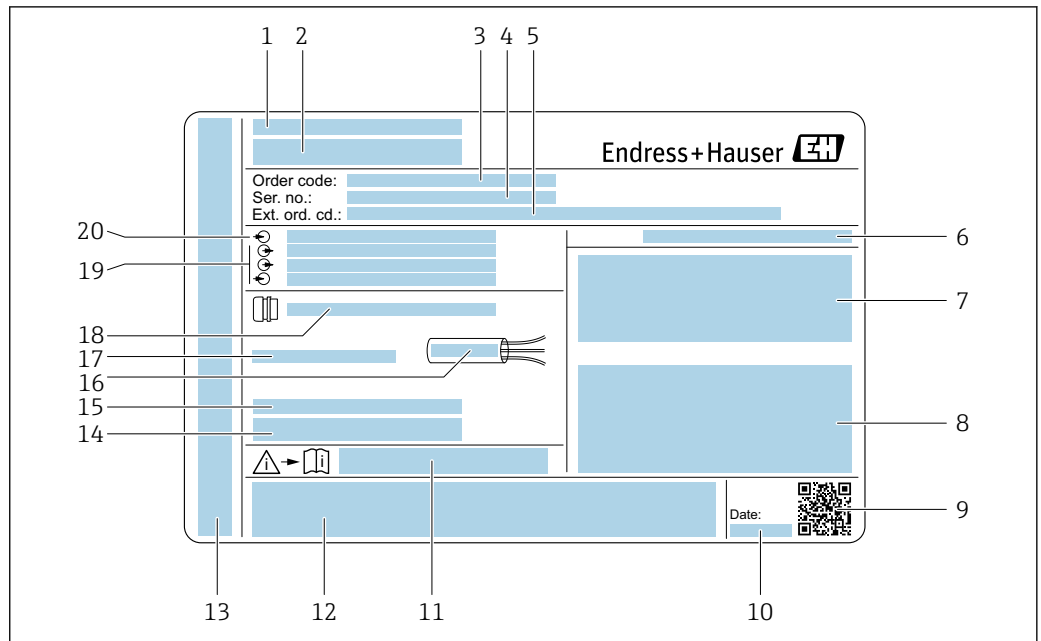 1 2 3 4 5
Endress+Hauser EH
Order code:
Ser. no.:
Ext. ord. cd.:
20
6
19
i
7
18
17
16
15
14
8
i i
Date:
9
13 12 11 10